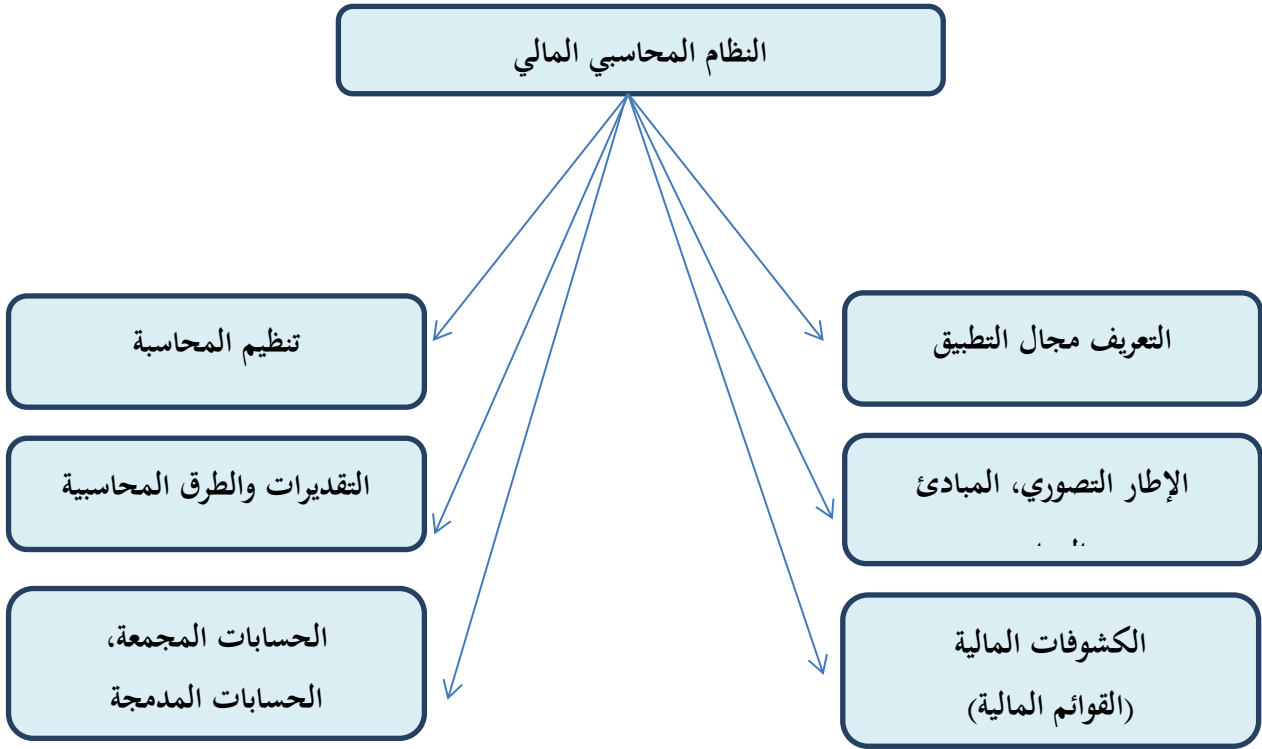 النظام المحاسبي المالي
التعريف مجال التطبيق
تنظيم المحاسبة
الإطار التصوري، المبادئ
التقديرات والطرق المحاسبية
الكشوفات المالية
(القوائم المالية)
الحسابات المجمعة،
الحسابات المدمجة